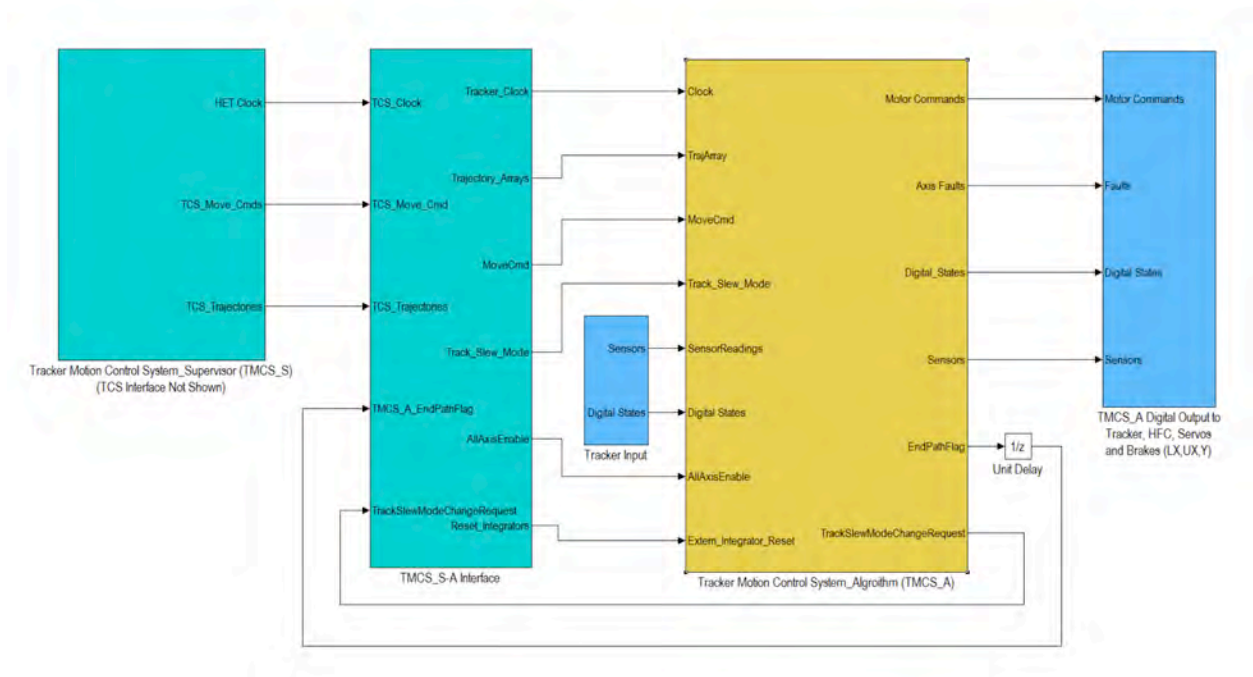 HET Clock
TCS_Move_Cmds
TCS_Trajectories
Tracker Motion Control System_Supervisor (TMCS_S)
(TCS Interface Not Shown)
TCS_Clock
Tracker_Clock
Trajectory_Arrays
TCS_Move_Cmd
MoveCmd
TCS_Trajectories
Track_Slew_Mode
TMCS_A_EndPathFlag
AllAxisEnable
TrackSlewModeChangeRequest
Reset_Integrators
TMCS_S-A Interface
Sensors
Digital States
Tracker Input
Clock
TrajArray
MoveCmd
Track_Slew_Mode
SensorReadings
Digital States
AllAxisEnable
Extern_Integrator_Reset
Motor Commands
Axis Faults
Digital_States
Sensors
EndPathFlag
TrackSlewModeChangeRequest
Tracker Motion Control System_Algroithm (TMCS_A)
1/z
Unit Delay
Motor Commands
Faults
Digital States
Sensors
TMCS_A Digital Output to
Tracker, HFC, Servos
and Brakes (LX,UX,Y)